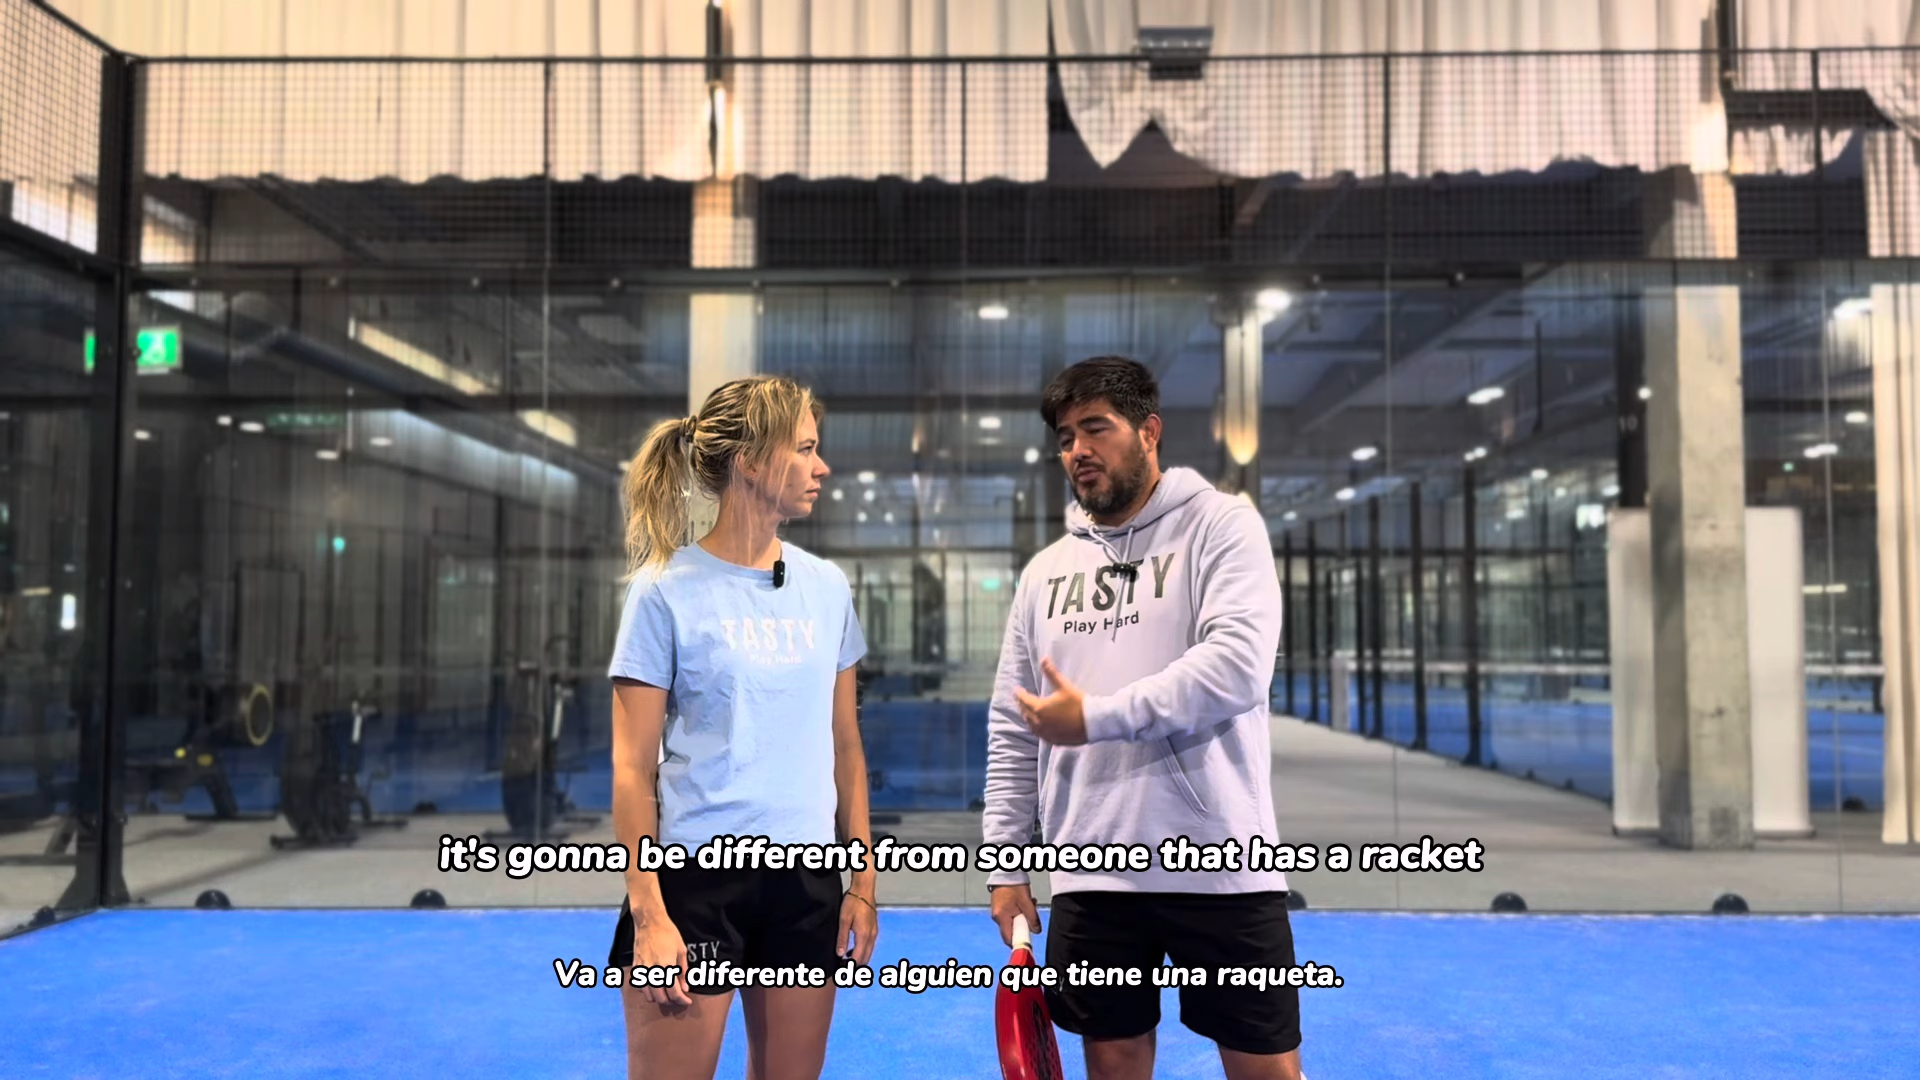 TASTY
Play Hard
TASTY
Play Hard
it's gonna be different from someone that has a racket
STY
Va a ser diferente de alguien que tiene una raqueta.